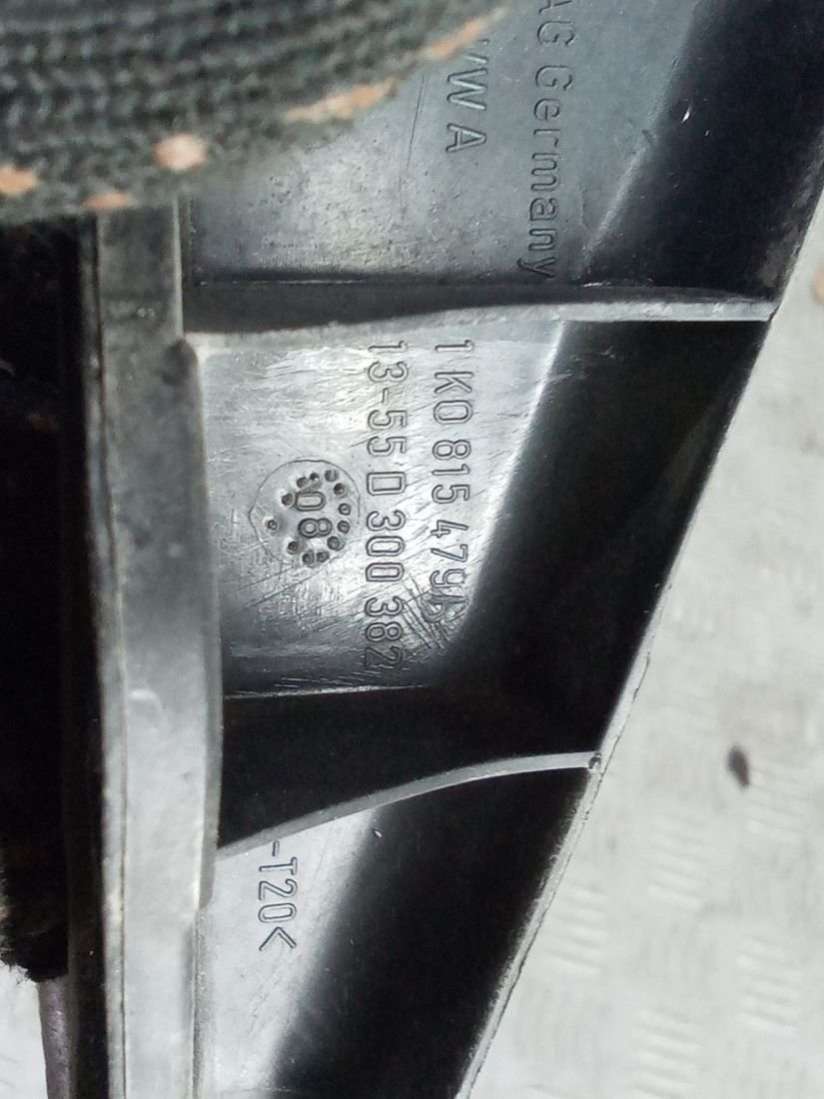 AG Germany
VW A
1K0 815 479
13-55 D 300 382
08
-T20<